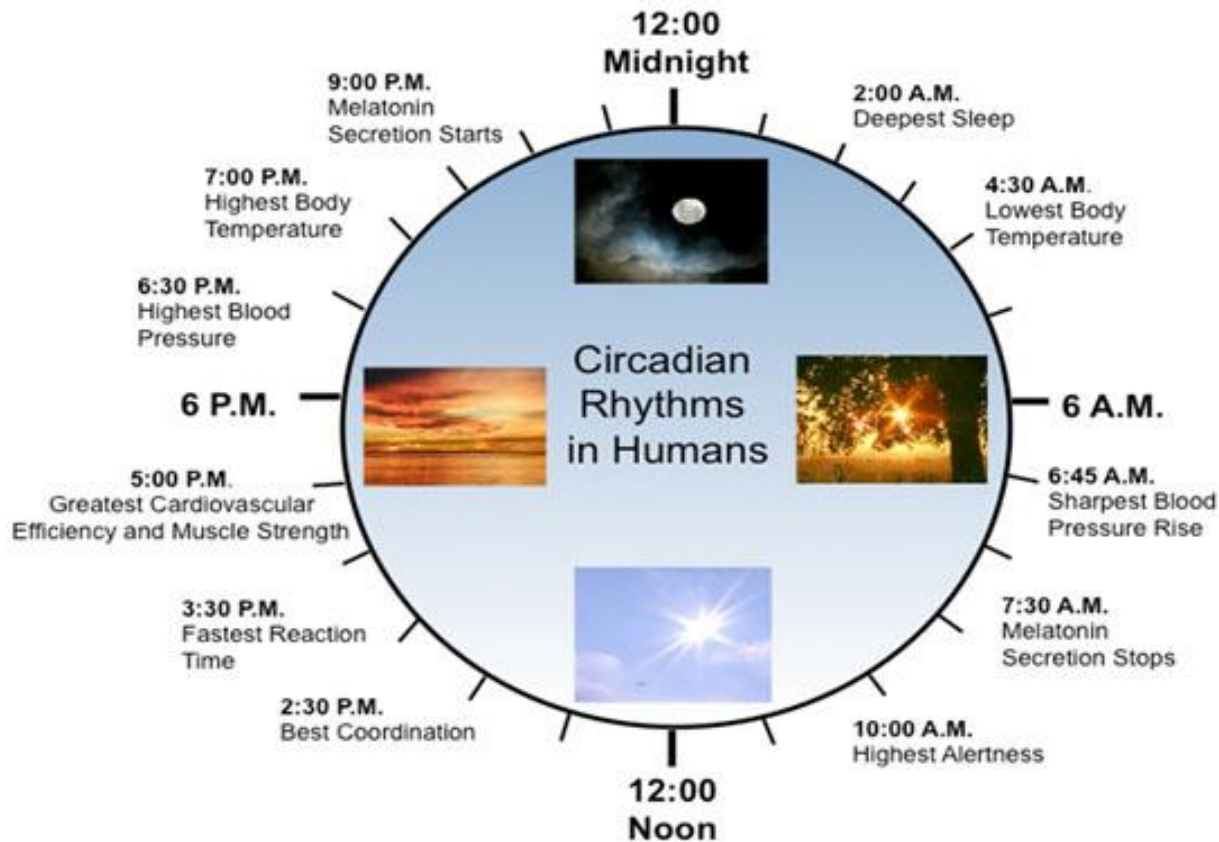 12:00
Midnight
2:00 A.M.
Deepest Sleep
4:30 A.M.
Lowest Body
Temperature
6 A.M.
6:45 A.M.
Sharpest Blood
Pressure Rise
7:30 A.M.
Melatonin
Secretion Stops
10:00 A.M.
Highest Alertness
12:00
Noon
2:30 P.M.
Best Coordination
3:30 P.M.
Fastest Reaction
Time
5:00 P.M.
Greatest Cardiovascular
Efficiency and Muscle Strength
6 P.M.
6:30 P.M.
Highest Blood
Pressure
7:00 P.M.
Highest Body
Temperature
9:00 P.M.
Melatonin
Secretion Starts
Circadian
Rhythms
in Humans